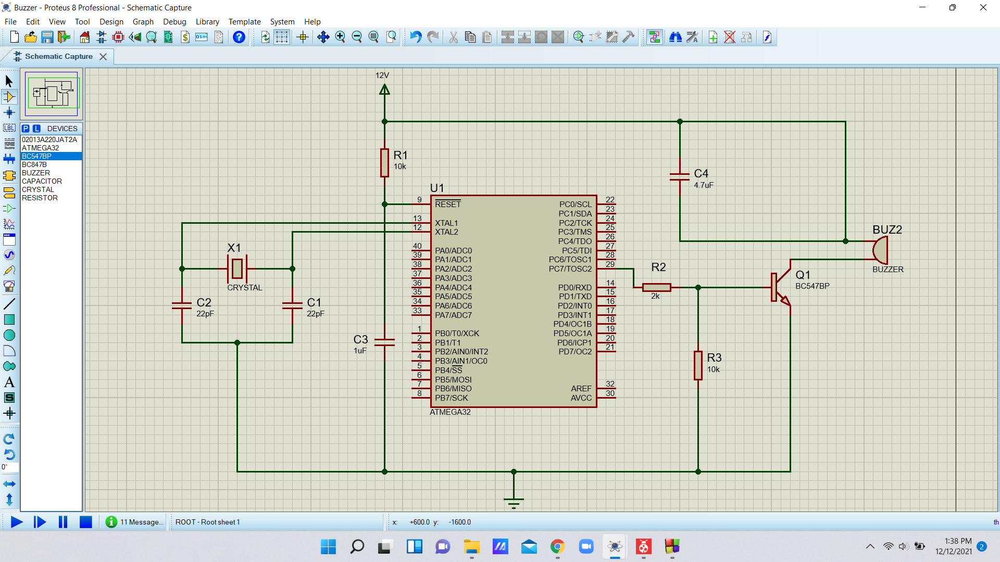 Buzzer - Proteus 8 Professional - Schematic Capture
File Edit View Tool Design Graph Debug Library Template System Help
Schematic Capture
P L DEVICES
02013A220JAT2A
ATMEGA32
BC547BP
BC847B
BUZZER
CAPACITOR
CRYSTAL
RESISTOR
LBL
A
S
0°
12V
R1
10k
C4
4.7uF
U1
9 RESET
13 XTAL1
12 XTAL2
40 PA0/ADC0
39 PA1/ADC1
38 PA2/ADC2
37 PA3/ADC3
36 PA4/ADC4
35 PA5/ADC5
34 PA6/ADC6
33 PA7/ADC7
1 PB0/T0/XCK
2 PB1/T1
3 PB2/AIN0/INT2
4 PB3/AIN1/OC0
5 PB4/SS
6 PB5/MOSI
7 PB6/MISO
8 PB7/SCK
PC0/SCL 22
PC1/SDA 23
PC2/TCK 24
PC3/TMS 25
PC4/TDO 26
PC5/TDI 27
PC6/TOSC1 28
PC7/TOSC2 29
PD0/RXD 14
PD1/TXD 15
PD2/INT0 16
PD3/INT1 17
PD4/OC1B 18
PD5/OC1A 19
PD6/ICP1 20
PD7/OC2 21
AREF 32
AVCC 30
ATMEGA32
X1
CRYSTAL
C2
22pF
C1
22pF
C3
1uF
R2
2k
R3
10k
Q1
BC547BP
BUZ2
BUZZER
11 Message... ROOT - Root sheet 1 x: +600.0 y: -1600.0 th
1:38 PM
12/12/2021 2